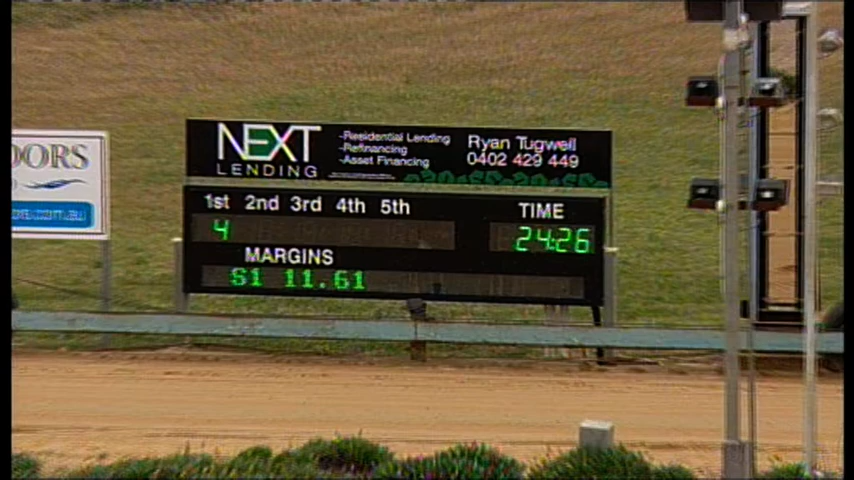 OORS
NEXT
LENDING
-Residential Lending
-Refinancing
-Asset Financing
Ryan Tugwell
0402 429 449
1st 2nd 3rd 4th 5th
TIME
4
24:26
MARGINS
S1 11.61